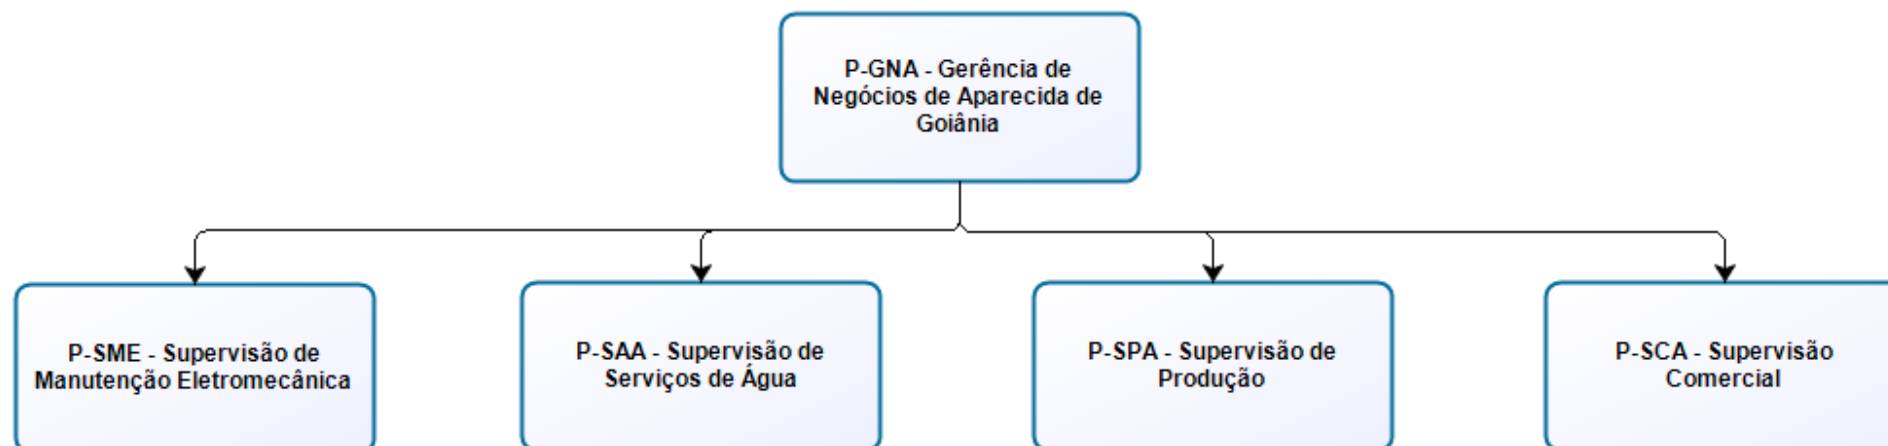 P-GNA - Gerência de
Negócios de Aparecida de
Goiânia
P-SME - Supervisão de
Manutenção Eletromecânica
P-SAA - Supervisão de
Serviços de Água
P-SPA - Supervisão de
Produção
P-SCA - Supervisão
Comercial